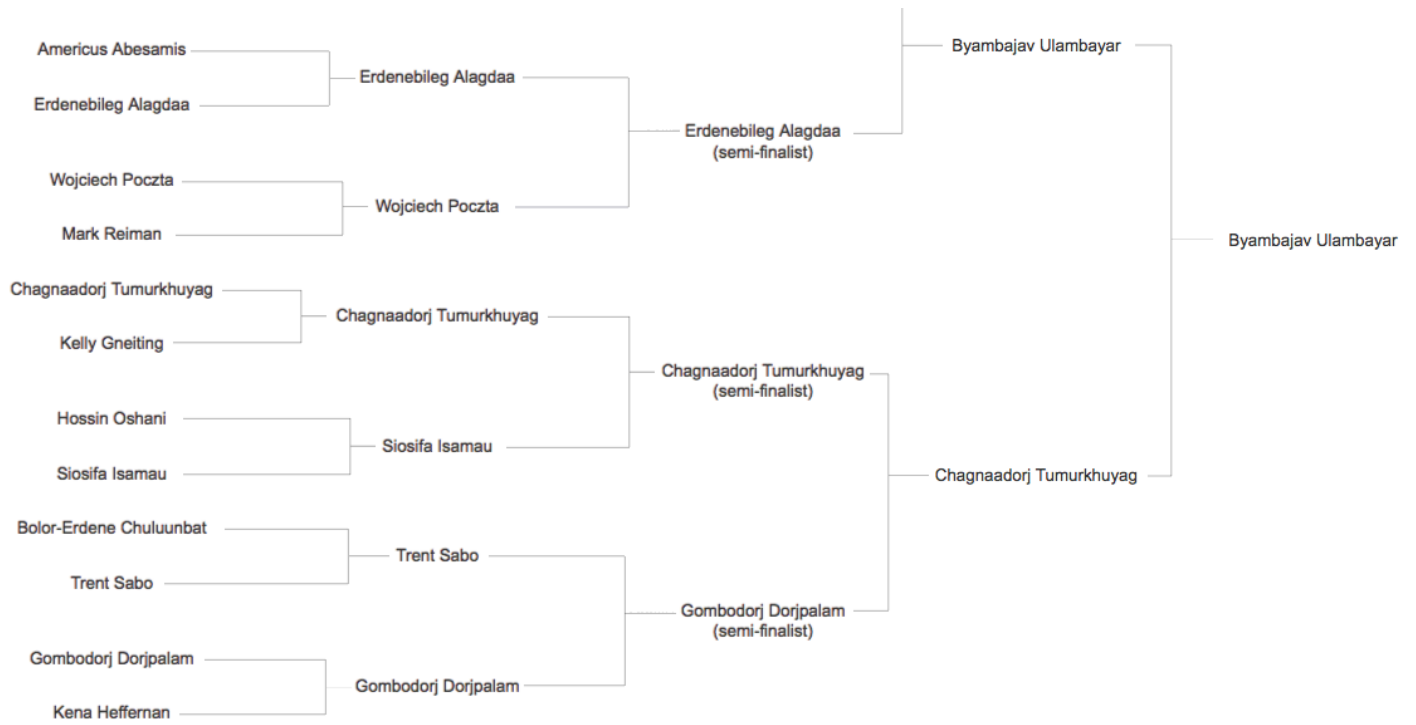 Americus Abesamis
Erdenebileg Alagdaa
Wojciech Poczta
Mark Reiman
Chagnaadorj Tumurkhuyag
Kelly Gneiting
Hossin Oshani
Siosifa Isamau
Bolor-Erdene Chuluunbat
Trent Sabo
Gombodorj Dorjpalam
Kena Heffernan
Erdenebileg Alagdaa
Wojciech Poczta
Chagnaadorj Tumurkhuyag
Siosifa Isamau
Trent Sabo
Gombodorj Dorjpalam
Erdenebileg Alagdaa
(semi-finalist)
Chagnaadorj Tumurkhuyag
(semi-finalist)
Gombodorj Dorjpalam
(semi-finalist)
Byambajav Ulambayar
Chagnaadorj Tumurkhuyag
Byambajav Ulambayar